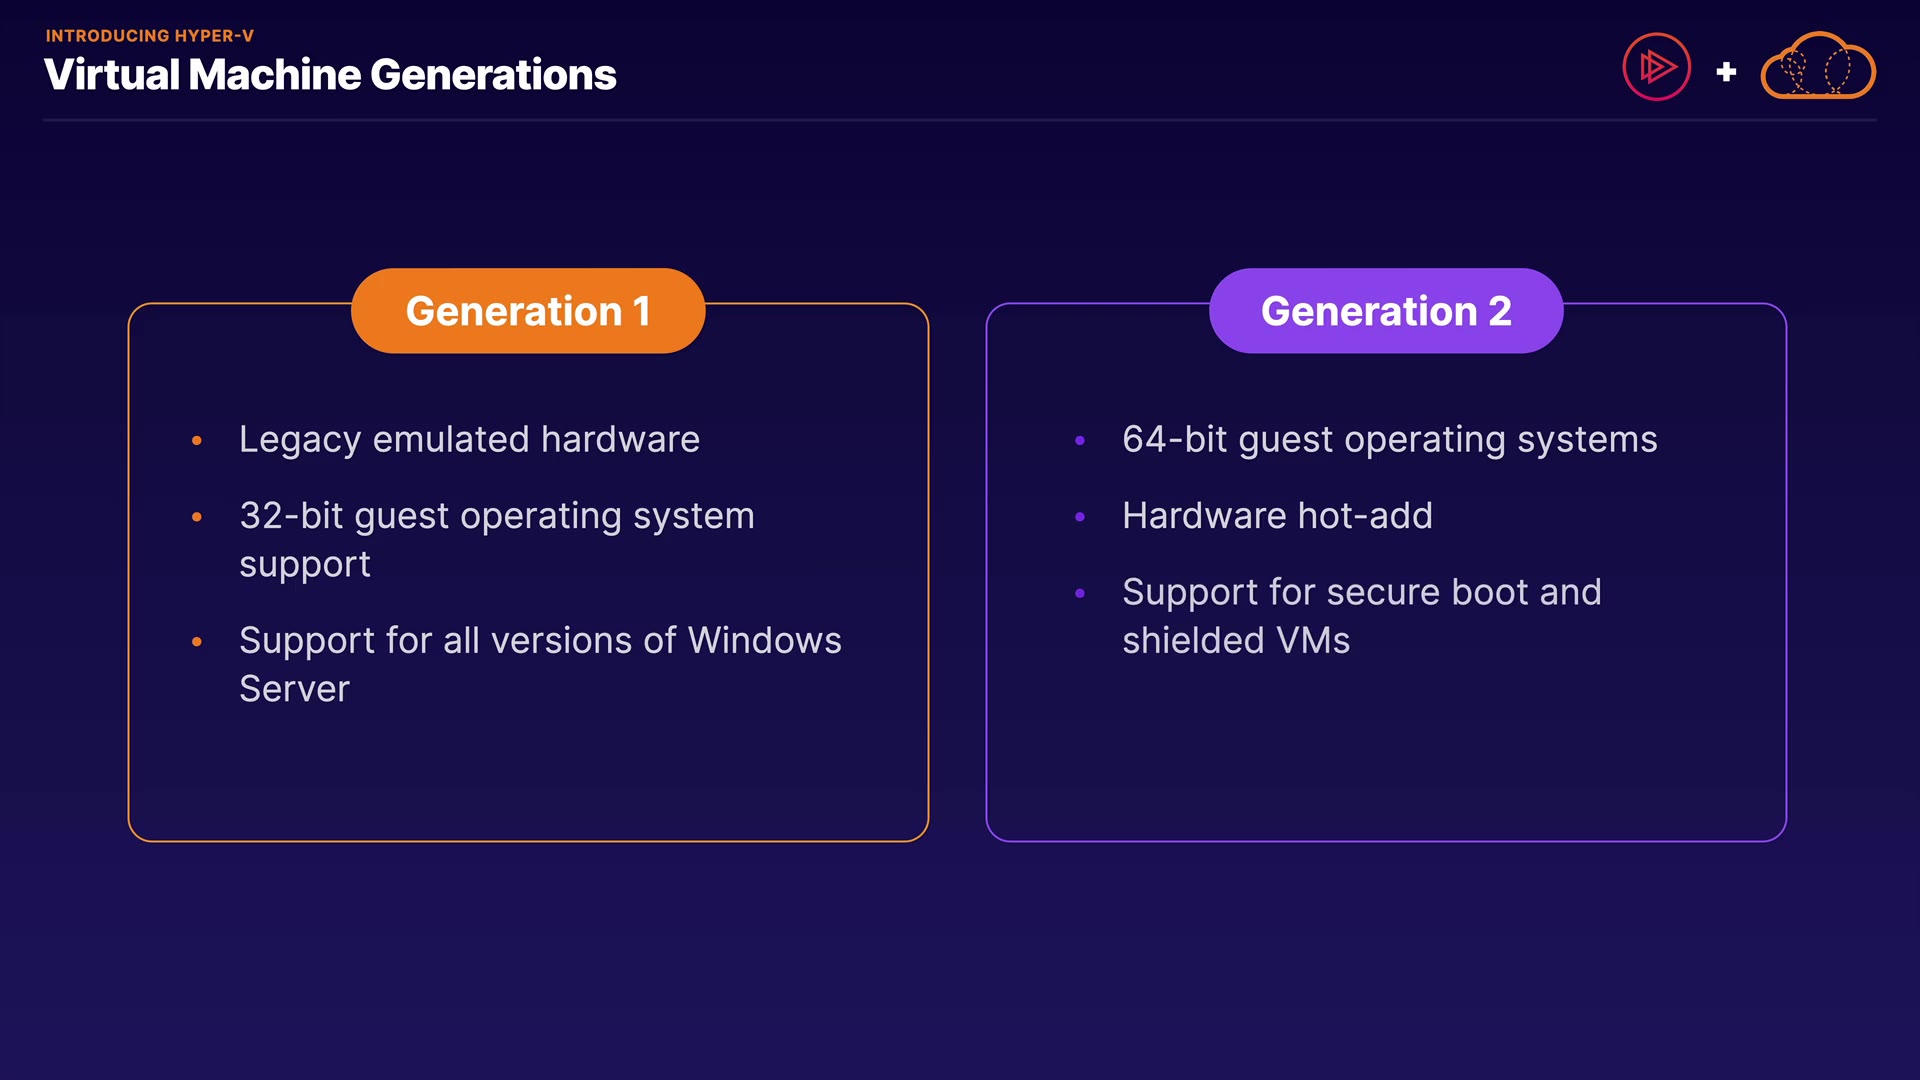 INTRODUCING HYPER-V
Virtual Machine Generations
+
Generation 1
• Legacy emulated hardware
• 32-bit guest operating system
support
• Support for all versions of Windows
Server
Generation 2
• 64-bit guest operating systems
• Hardware hot-add
• Support for secure boot and
shielded VMs